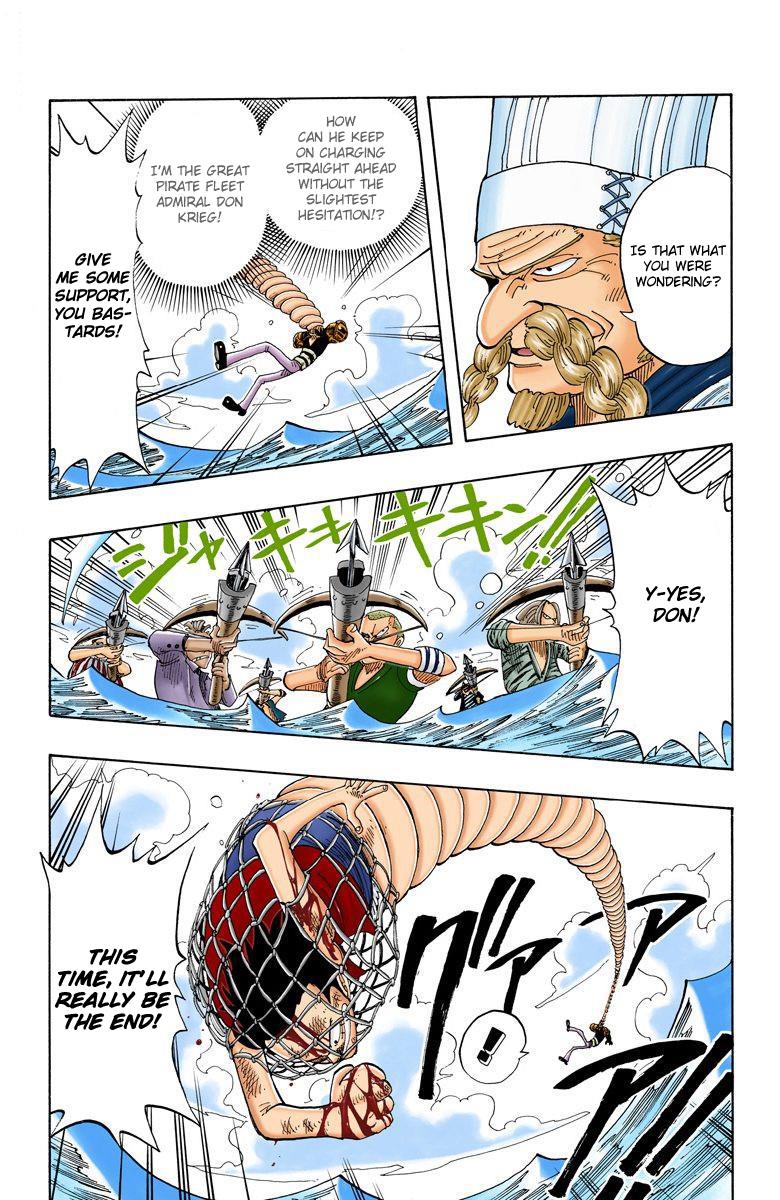 IS THAT WHAT
YOU WERE
WONDERING?
HOW
CAN HE KEEP
ON CHARGING
STRAIGHT AHEAD
WITHOUT THE
SLIGHTEST
HESITATION!?
I'M THE GREAT
PIRATE FLEET
ADMIRAL DON
KRIEG!
GIVE
ME SOME
SUPPORT,
YOU BAS-
TARDS!
Y-YES,
DON!
ジャキキキキン!!
!
グアーア!!
THIS
TIME, IT'LL
REALLY BE
THE END!